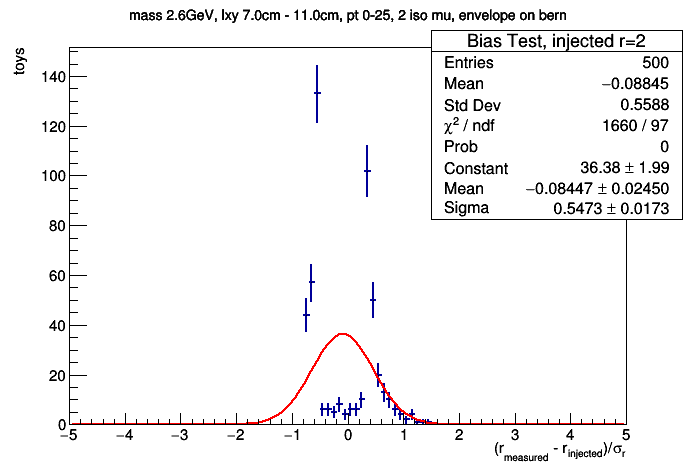 mass 2.6GeV, lxy 7.0cm - 11.0cm, pt 0-25, 2 iso mu, envelope on bern
Bias Test, injected r=2
Entries 500
Mean −0.08845
Std Dev 0.5588
χ² / ndf 1660 / 97
Prob 0
Constant 36.38 ± 1.99
Mean −0.08447 ± 0.02450
Sigma 0.5473 ± 0.0173
toys
140
120
100
80
60
40
20
0
−5 −4 −3 −2 −1 0 1 2 3 4 5
(r_measured - r_injected)/σ_r